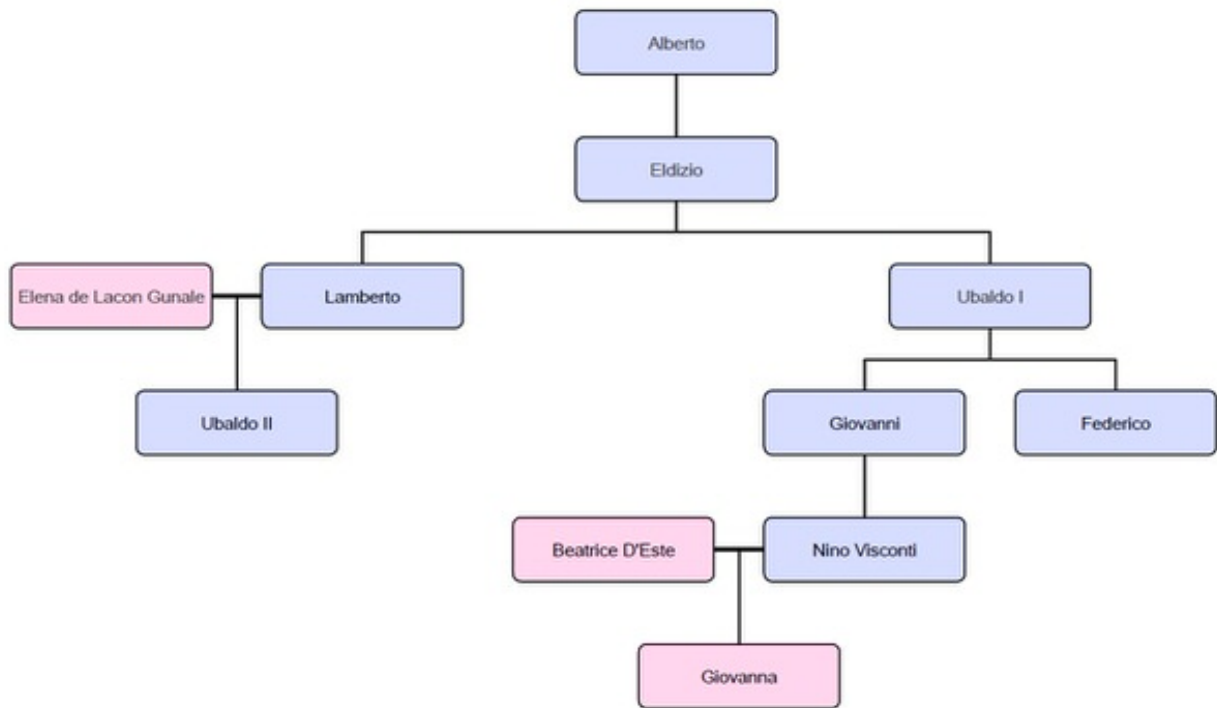 Alberto
Eldizio
Elena de Lacon Gunale
Lamberto
Ubaldo I
Ubaldo II
Giovanni
Federico
Beatrice D'Este
Nino Visconti
Giovanna